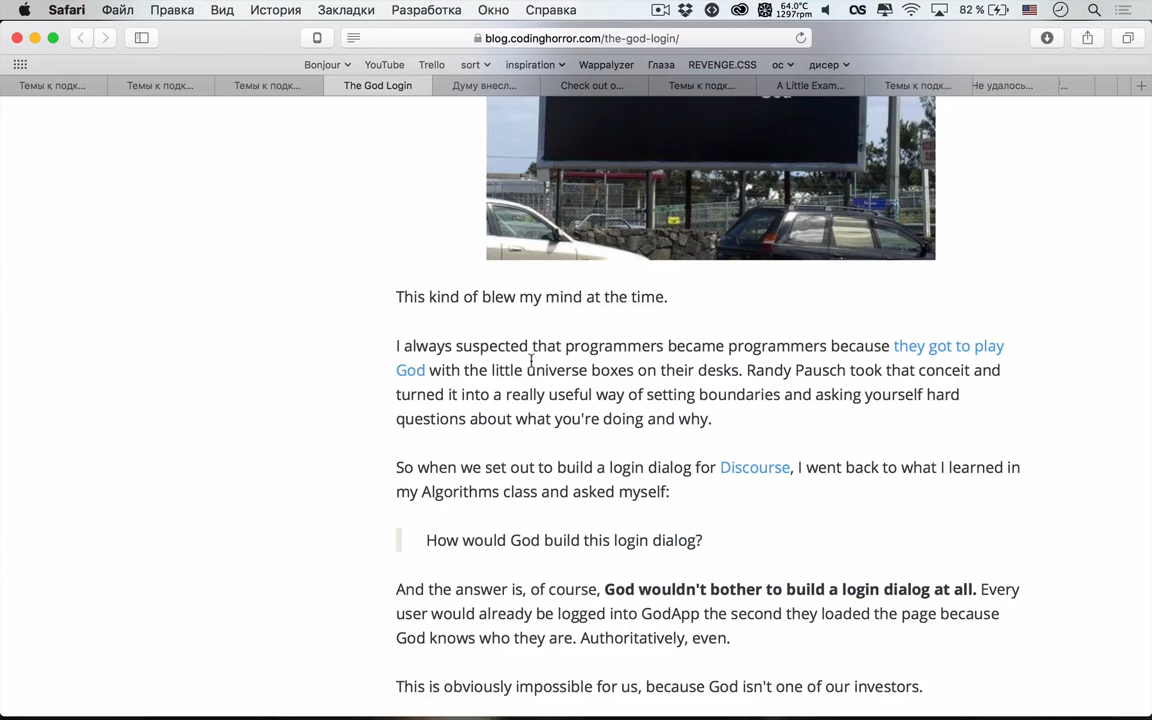 Safari Файл Правка Вид История Закладки Разработка Окно Справка 64.0°C 1297rpm 82 %
blog.codinghorror.com/the-god-login/
Bonjour YouTube Trello sort inspiration Wappalyzer Глаза REVENGE.CSS ос дисер
Темы к подк... Темы к подк... Темы к подк... The God Login Думу внесл... Check out o... Темы к подк... A Little Exam... Темы к подк... Не удалось...
This kind of blew my mind at the time.
I always suspected that programmers became programmers because they got to play
God with the little universe boxes on their desks. Randy Pausch took that conceit and
turned it into a really useful way of setting boundaries and asking yourself hard
questions about what you're doing and why.
So when we set out to build a login dialog for Discourse, I went back to what I learned in
my Algorithms class and asked myself:
How would God build this login dialog?
And the answer is, of course, God wouldn't bother to build a login dialog at all. Every
user would already be logged into GodApp the second they loaded the page because
God knows who they are. Authoritatively, even.
This is obviously impossible for us, because God isn't one of our investors.